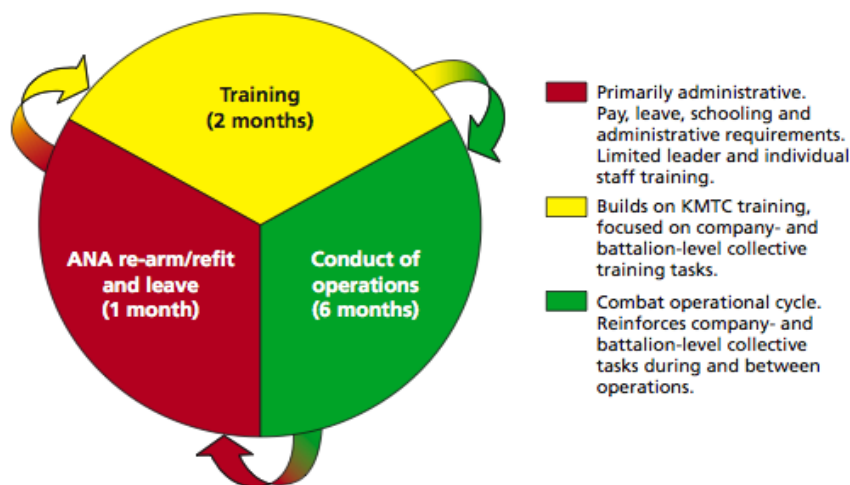 Training
(2 months)
ANA re-arm/refit
and leave
(1 month)
Conduct of
operations
(6 months)
Primarily administrative.
Pay, leave, schooling and
administrative requirements.
Limited leader and individual
staff training.
Builds on KMTC training,
focused on company- and
battalion-level collective
training tasks.
Combat operational cycle.
Reinforces company- and
battalion-level collective
tasks during and between
operations.